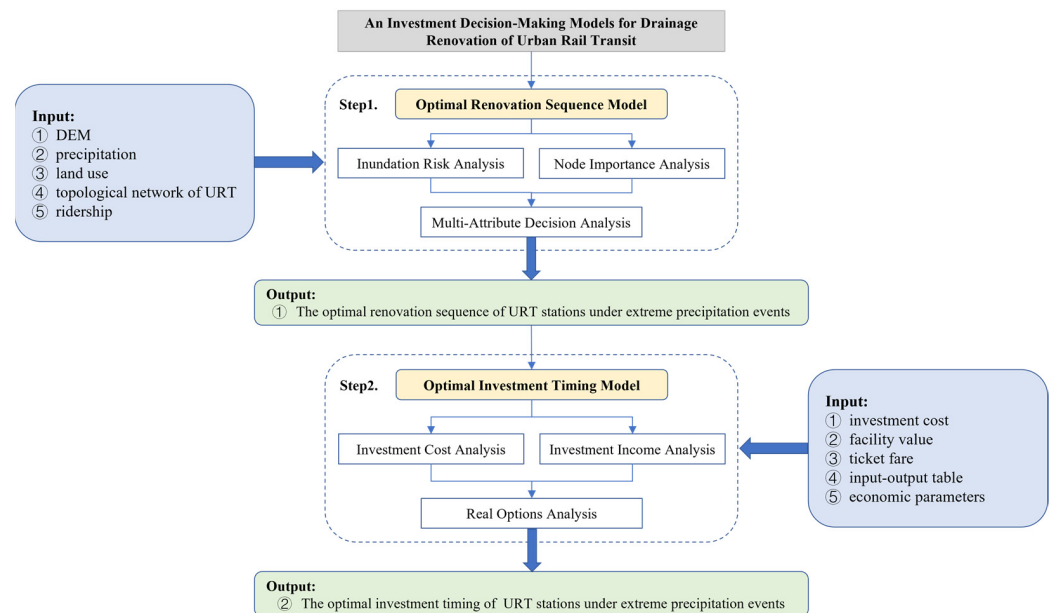 An Investment Decision-Making Models for Drainage
Renovation of Urban Rail Transit
Step1.
Optimal Renovation Sequence Model
Input:
① DEM
② precipitation
③ land use
④ topological network of URT
⑤ ridership
Inundation Risk Analysis
Node Importance Analysis
Multi-Attribute Decision Analysis
Output:
① The optimal renovation sequence of URT stations under extreme precipitation events
Step2.
Optimal Investment Timing Model
Investment Cost Analysis
Investment Income Analysis
Real Options Analysis
Input:
① investment cost
② facility value
③ ticket fare
④ input-output table
⑤ economic parameters
Output:
② The optimal investment timing of URT stations under extreme precipitation events